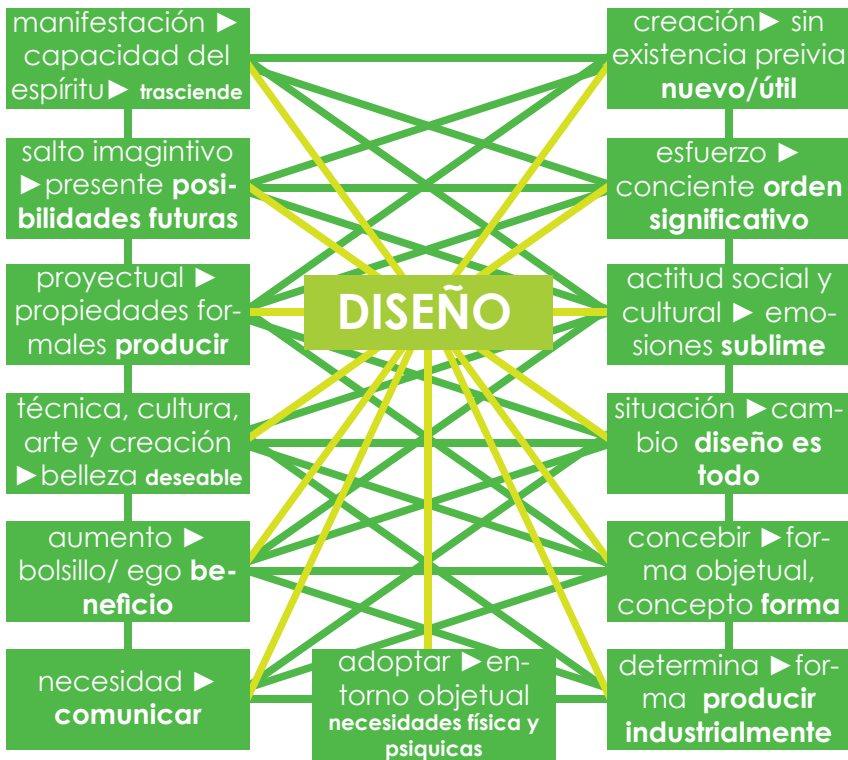 manifestación ►
capacidad del
espíritu► trasciende
salto imagintivo
►presente posi-
bilidades futuras
proyectual ►
propiedades for-
males producir
técnica, cultura,
arte y creación
►belleza deseable
aumento ►
bolsillo/ ego be-
neficio
necesidad ►
comunicar
DISEÑO
adoptar ►en-
torno objetual
necesidades física y
psiquicas
creación► sin
existencia preivia
nuevo/útil
esfuerzo ►
conciente orden
significativo
actitud social y
cultural ► emo-
siones sublime
situación ►cam-
bio diseño es
todo
concebir ►for-
ma objetual,
concepto forma
determina ►for-
ma producir
industrialmente